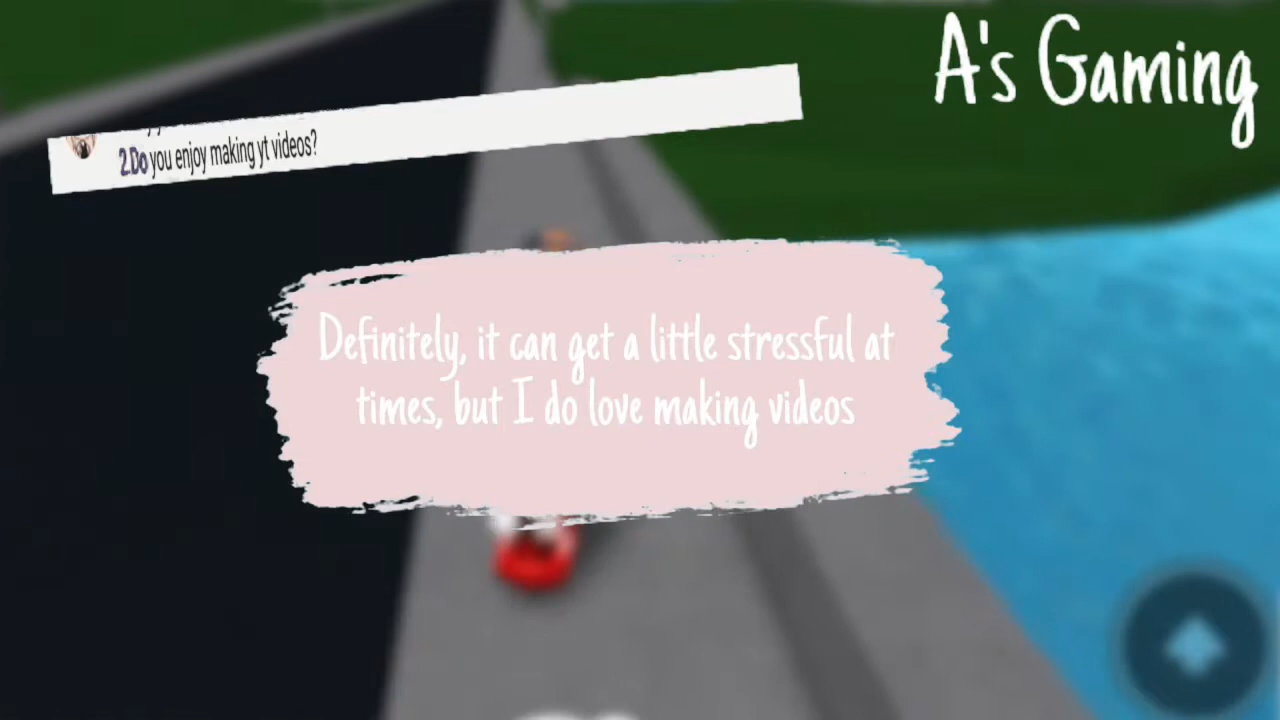 A's Gaming
2.Do you enjoy making yt videos?
Definitely, it can get a little stressful at
times, but I do love making videos